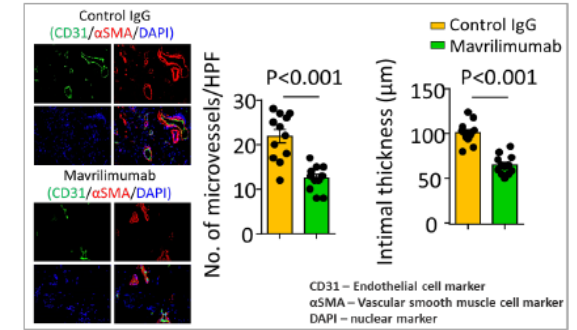 Control IgG
(CD31/αSMA/DAPI)
Mavrilimumab
(CD31/αSMA/DAPI)
No. of microvessels/HPF
P<0.001
30
20
10
0
Control IgG
Mavrilimumab
Intimal thickness (µm)
P<0.001
150
100
50
0
CD31 – Endothelial cell marker
αSMA – Vascular smooth muscle cell marker
DAPI – nuclear marker